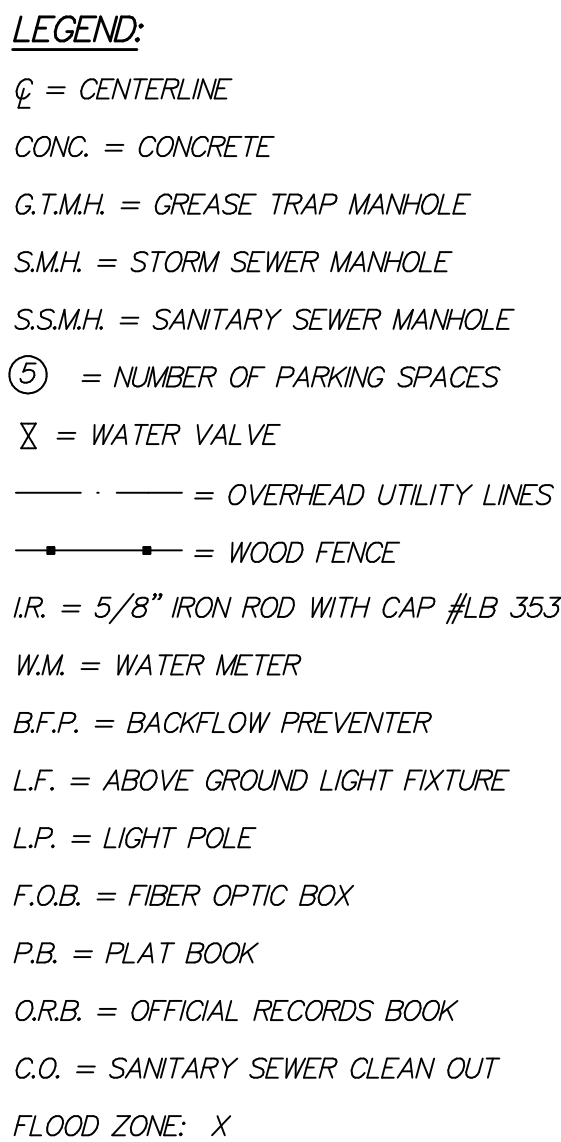 LEGEND:
℄ = CENTERLINE
CONC. = CONCRETE
G.T.M.H. = GREASE TRAP MANHOLE
S.M.H. = STORM SEWER MANHOLE
S.S.M.H. = SANITARY SEWER MANHOLE
5 = NUMBER OF PARKING SPACES
= WATER VALVE
= OVERHEAD UTILITY LINES
= WOOD FENCE
I.R. = 5/8" IRON ROD WITH CAP #LB 353
W.M. = WATER METER
B.F.P. = BACKFLOW PREVENTER
L.F. = ABOVE GROUND LIGHT FIXTURE
L.P. = LIGHT POLE
F.O.B. = FIBER OPTIC BOX
P.B. = PLAT BOOK
O.R.B. = OFFICIAL RECORDS BOOK
C.O. = SANITARY SEWER CLEAN OUT
FLOOD ZONE: X